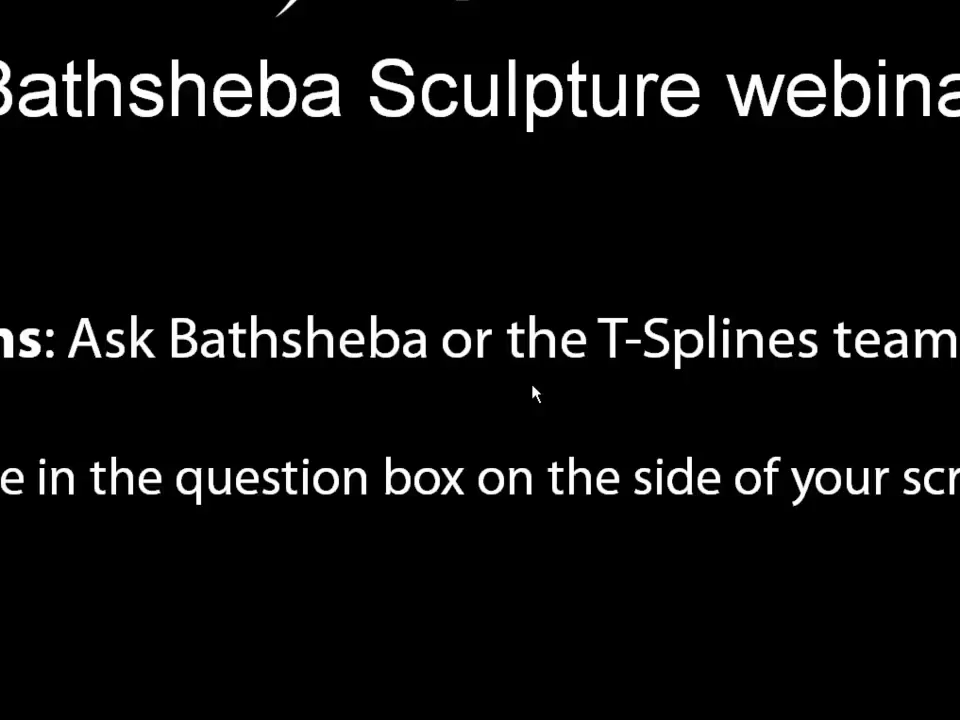 Bathsheba Sculpture webina
ns: Ask Bathsheba or the T-Splines team
e in the question box on the side of your scr